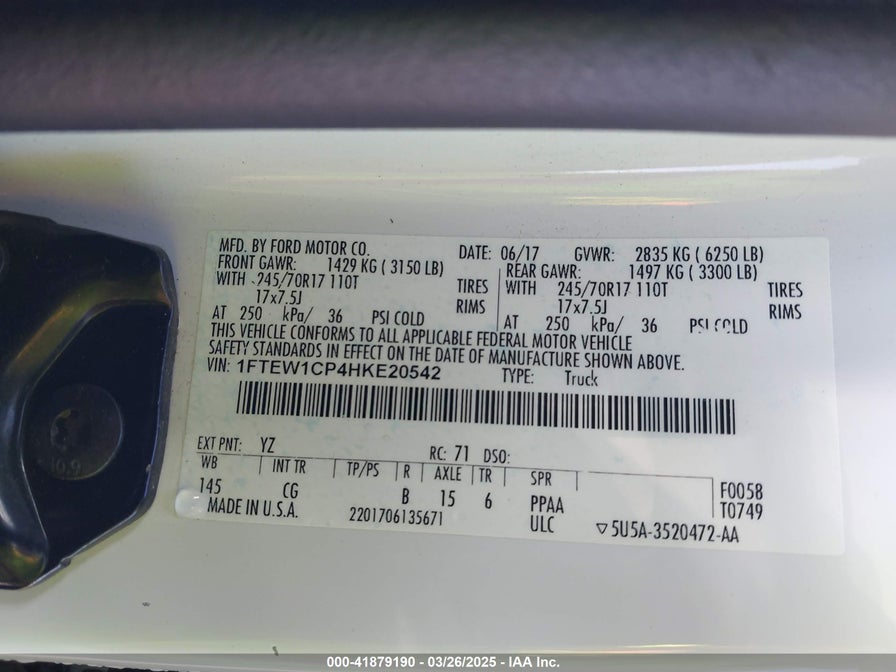 MFD. BY FORD MOTOR CO. DATE: 06/17 GVWR: 2835 KG ( 6250 LB)
FRONT GAWR: 1429 KG ( 3150 LB) REAR GAWR: 1497 KG ( 3300 LB)
WITH 245/70R17 110T TIRES WITH 245/70R17 110T TIRES
17x7.5J RIMS 17x7.5J RIMS
AT 250 kPa/ 36 PSI COLD AT 250 kPa/ 36 PSI COLD
THIS VEHICLE CONFORMS TO ALL APPLICABLE FEDERAL MOTOR VEHICLE
SAFETY STANDARDS IN EFFECT ON THE DATE OF MANUFACTURE SHOWN ABOVE.
VIN: 1FTEW1CP4HKE20542 TYPE: Truck
EXT PNT: YZ RC: 71 DSO:
WB INT TR TP/PS R AXLE TR SPR F0058
145 CG B 15 6 PPAA T0749
MADE IN U.S.A. 2201706135671 ULC ▽5U5A-3520472-AA
10.9
000-41879190 - 03/26/2025 - IAA Inc.